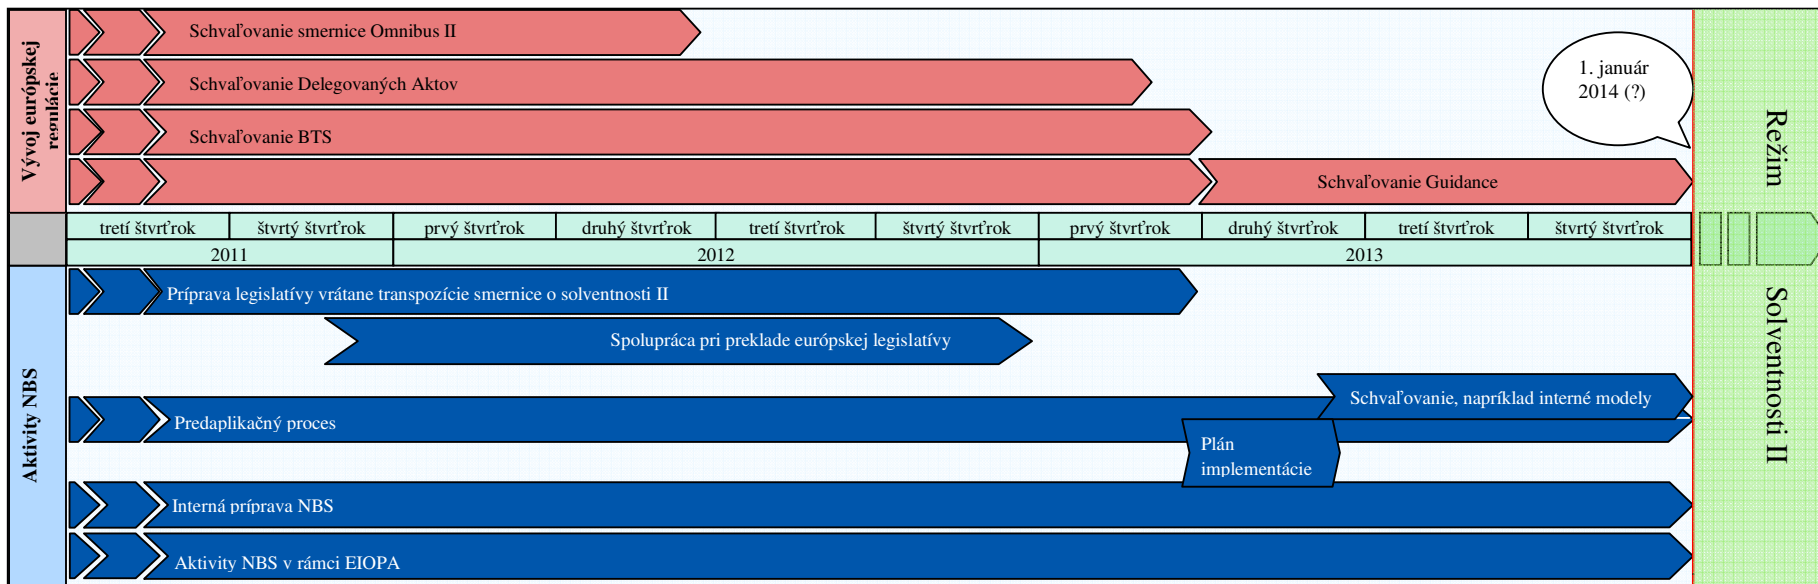 Vývoj európskej
regulácie
Schvaľovanie smernice Omnibus II
Schvaľovanie Delegovaných Aktov
Schvaľovanie BTS
Schvaľovanie Guidance
1. január
2014 (?)
Režim
Solventnosti II
tretí štvrťrok štvrtý štvrťrok prvý štvrťrok druhý štvrťrok tretí štvrťrok štvrtý štvrťrok prvý štvrťrok druhý štvrťrok tretí štvrťrok štvrtý štvrťrok
2011 2012 2013
Aktivity NBS
Príprava legislatívy vrátane transpozície smernice o solventnosti II
Spolupráca pri preklade európskej legislatívy
Schvaľovanie, napríklad interné modely
Predaplikačný proces
Plán
implementácie
Interná príprava NBS
Aktivity NBS v rámci EIOPA